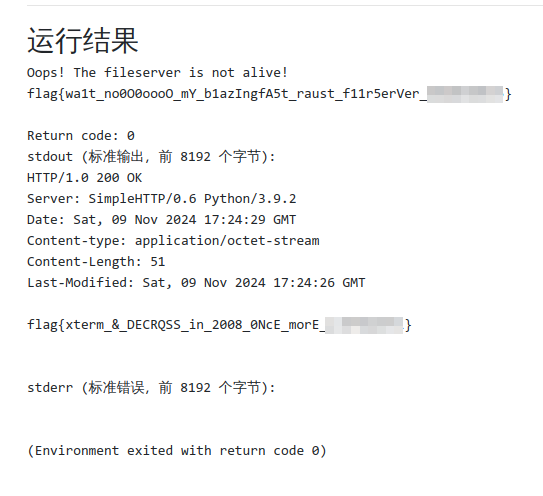 运行结果
Oops! The fileserver is not alive!
flag{wa1t_no0O0oooO_mY_b1azIngfA5t_raust_f11r5erVer_}
Return code: 0
stdout (标准输出, 前 8192 个字节):
HTTP/1.0 200 OK
Server: SimpleHTTP/0.6 Python/3.9.2
Date: Sat, 09 Nov 2024 17:24:29 GMT
Content-type: application/octet-stream
Content-Length: 51
Last-Modified: Sat, 09 Nov 2024 17:24:26 GMT
flag{xterm_&_DECRQSS_in_2008_0NcE_morE_}
stderr (标准错误, 前 8192 个字节):
(Environment exited with return code 0)